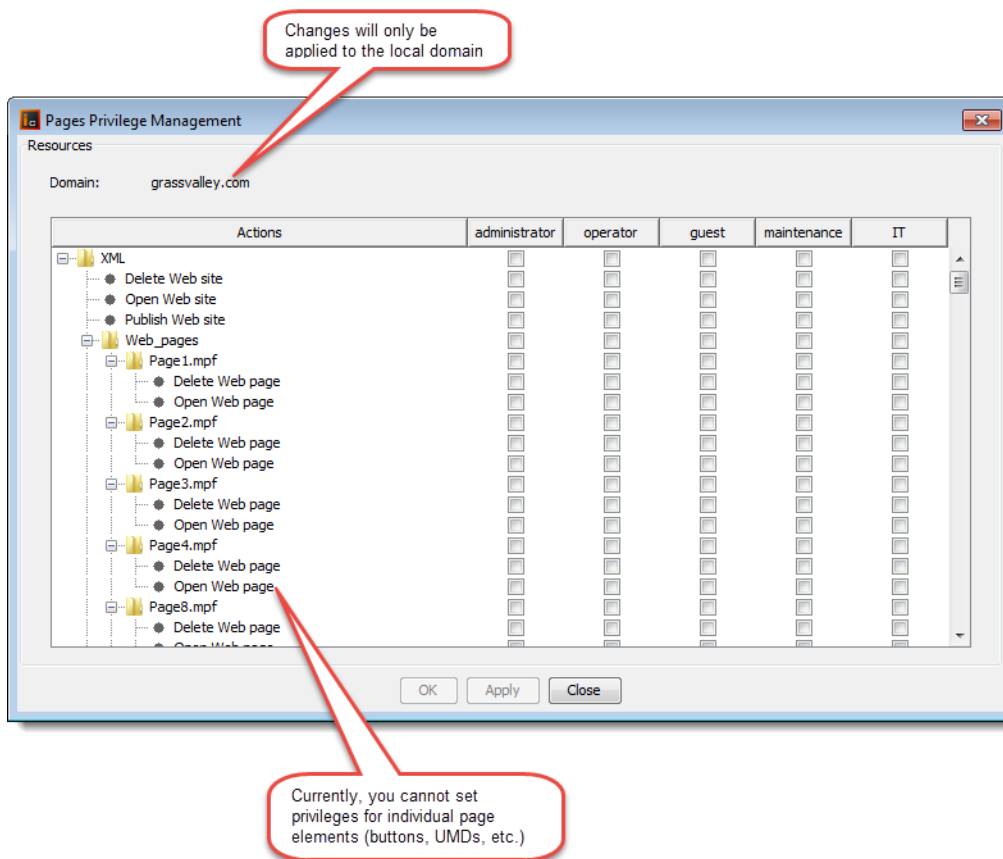 Changes will only be
applied to the local domain
Pages Privilege Management
Resources
Domain: grassvalley.com
Actions administrator operator guest maintenance IT
XML
Delete Web site
Open Web site
Publish Web site
Web_pages
Page1.mpf
Delete Web page
Open Web page
Page2.mpf
Delete Web page
Open Web page
Page3.mpf
Delete Web page
Open Web page
Page4.mpf
Delete Web page
Open Web page
Page8.mpf
Delete Web page
Open Web page
OK Apply Close
Currently, you cannot set
privileges for individual page
elements (buttons, UMDs, etc.)